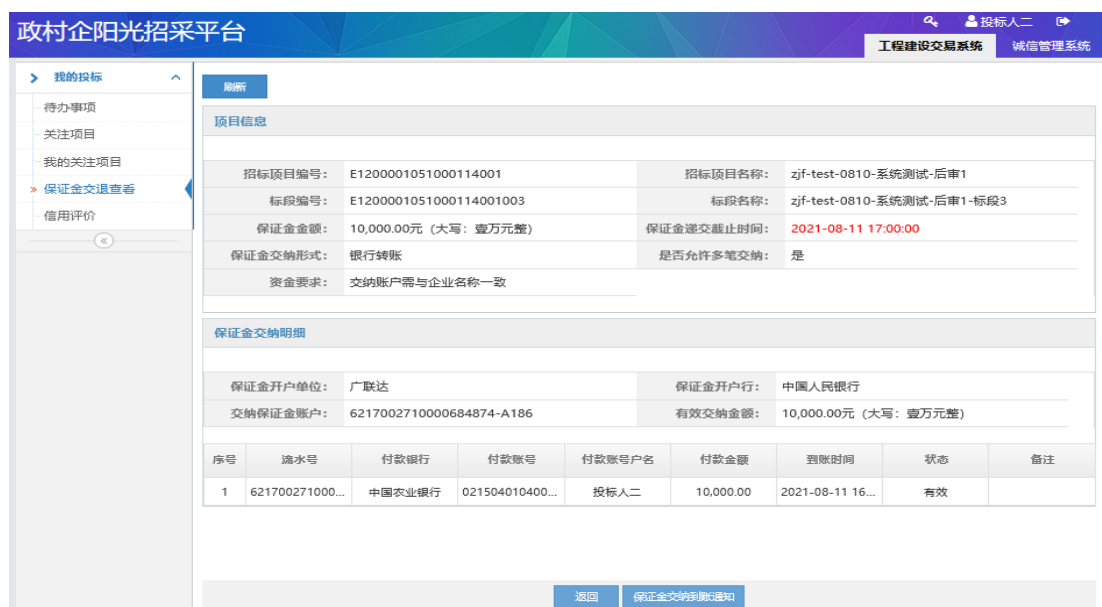 政村企阳光招采平台
投标人二
工程建设交易系统 诚信管理系统
我的投标
待办事项
关注项目
我的关注项目
保证金交退查看
信用评价
刷新
项目信息
招标项目编号： E1200001051000114001 招标项目名称： zjf-test-0810-系统测试-后审1
标段编号： E1200001051000114001003 标段名称： zjf-test-0810-系统测试-后审1-标段3
保证金金额： 10,000.00元（大写：壹万元整） 保证金递交截止时间： 2021-08-11 17:00:00
保证金交纳形式： 银行转账 是否允许多笔交纳： 是
资金要求： 交纳账户需与企业名称一致
保证金交纳明细
保证金开户单位： 广联达 保证金开户行： 中国人民银行
交纳保证金账户： 6217002710000684874-A186 有效交纳金额： 10,000.00元（大写：壹万元整）
序号 流水号 付款银行 付款账号 付款账号户名 付款金额 到账时间 状态 备注
1 621700271000... 中国农业银行 021504010400... 投标人二 10,000.00 2021-08-11 16... 有效
返回 保证金交纳到账通知